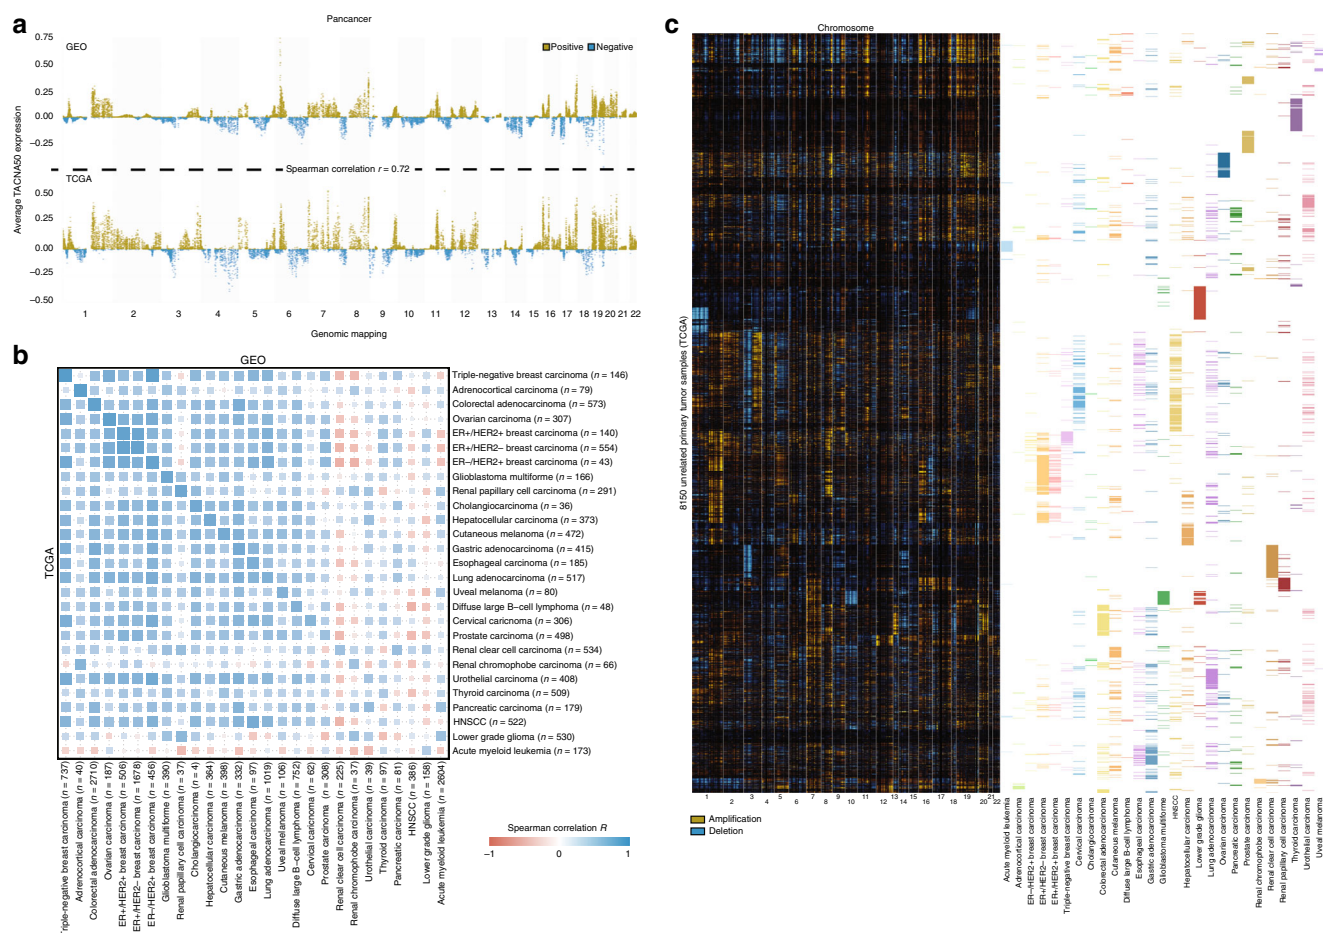 a
Pancancer
GEO
Positive Negative
0.75
0.50
0.25
0.00
−0.25
Average TACNA50 expression
Spearman correlation r = 0.72
TCGA
0.50
0.25
0.00
−0.25
−0.50
1 2 3 4 5 6 7 8 9 10 11 12 13 14 15 16 17 18 19 20 21 22
Genomic mapping
b
GEO
TCGA
Triple-negative breast carcinoma (n = 146)
Adrenocortical carcinoma (n = 79)
Colorectal adenocarcinoma (n = 573)
Ovarian carcinoma (n = 307)
ER+/HER2+ breast carcinoma (n = 140)
ER+/HER2− breast carcinoma (n = 554)
ER−/HER2+ breast carcinoma (n = 43)
Glioblastoma multiforme (n = 166)
Renal papillary cell carcinoma (n = 291)
Cholangiocarcinoma (n = 36)
Hepatocellular carcinoma (n = 373)
Cutaneous melanoma (n = 472)
Gastric adenocarcinoma (n = 415)
Esophageal carcinoma (n = 185)
Lung adenocarcinoma (n = 517)
Uveal melanoma (n = 80)
Diffuse large B−cell lymphoma (n = 48)
Cervical carcinoma (n = 306)
Prostate carcinoma (n = 498)
Renal clear cell carcinoma (n = 534)
Renal chromophobe carcinoma (n = 66)
Urothelial carcinoma (n = 408)
Thyroid carcinoma (n = 509)
Pancreatic carcinoma (n = 179)
HNSCC (n = 522)
Lower grade glioma (n = 530)
Acute myeloid leukemia (n = 173)
Triple-negative breast carcinoma (n = 737)
Adrenocortical carcinoma (n = 40)
Colorectal adenocarcinoma (n = 2710)
Ovarian carcinoma (n = 187)
ER+/HER2+ breast carcinoma (n = 506)
ER+/HER2− breast carcinoma (n = 1678)
ER−/HER2+ breast carcinoma (n = 456)
Glioblastoma multiforme (n = 390)
Renal papillary cell carcinoma (n = 37)
Cholangiocarcinoma (n = 4)
Hepatocellular carcinoma (n = 364)
Cutaneous melanoma (n = 398)
Gastric adenocarcinoma (n = 332)
Esophageal carcinoma (n = 97)
Lung adenocarcinoma (n = 1019)
Uveal melanoma (n = 106)
Diffuse large B−cell lymphoma (n = 752)
Cervical carcinoma (n = 62)
Prostate carcinoma (n = 308)
Renal clear cell carcinoma (n = 225)
Renal chromophobe carcinoma (n = 37)
Urothelial carcinoma (n = 39)
Thyroid carcinoma (n = 97)
Pancreatic carcinoma (n = 81)
HNSCC (n = 386)
Lower grade glioma (n = 158)
Acute myeloid leukemia (n = 2604)
Spearman correlation R
−1 0 1
c
Chromosome
8150 unrelated primary tumor samples (TCGA)
1 2 3 4 5 6 7 8 9 10 11 12 13 14 15 16 17 18 19 20 21 22
Amplification
Deletion
Acute myeloid leukemia
Adrenocortical carcinoma
ER−/HER2+ breast carcinoma
ER+/HER2− breast carcinoma
ER+/HER2+ breast carcinoma
Triple-negative breast carcinoma
Cervical carcinoma
Cholangiocarcinoma
Colorectal adenocarcinoma
Cutaneous melanoma
Diffuse large B−cell lymphoma
Esophageal carcinoma
Gastric adenocarcinoma
Glioblastoma multiforme
HNSCC
Hepatocellular carcinoma
Lower grade glioma
Lung adenocarcinoma
Ovarian carcinoma
Pancreatic carcinoma
Prostate carcinoma
Renal chromophobe carcinoma
Renal clear cell carcinoma
Renal papillary cell carcinoma
Thyroid carcinoma
Urothelial carcinoma
Uveal melanoma